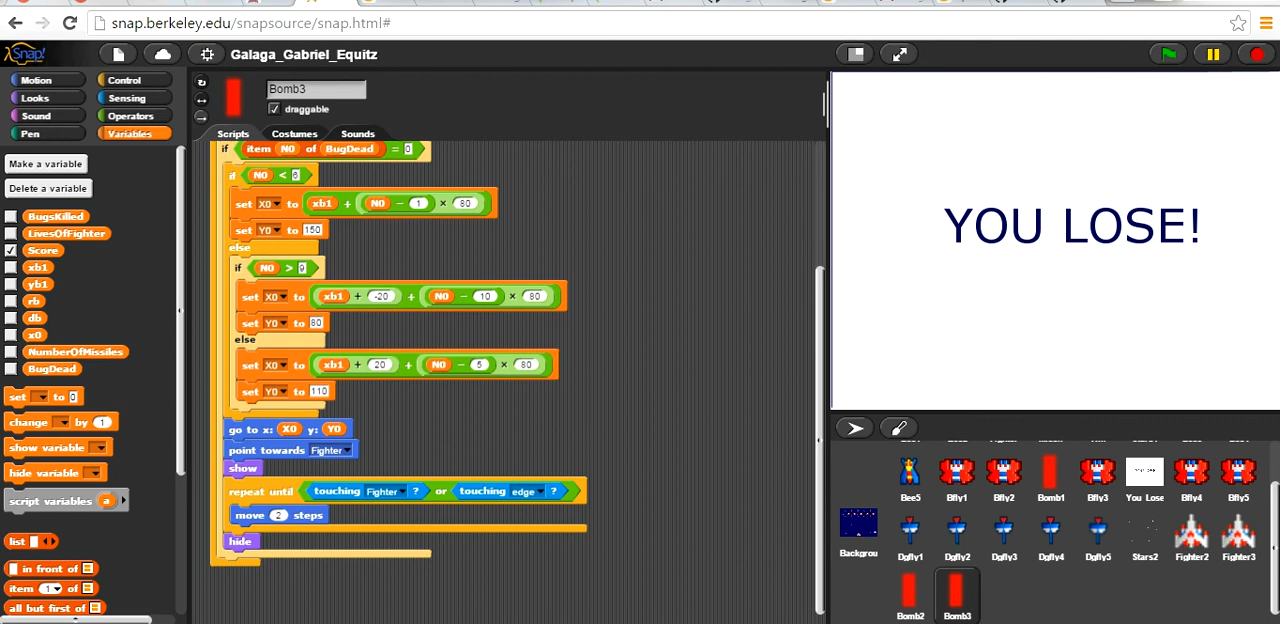 snap.berkeley.edu/snapsource/snap.html#
Snap! Galaga_Gabriel_Equitz
Motion Control
Looks Sensing
Sound Operators
Pen Variables
Make a variable
Delete a variable
BugsKilled
LivesOfFighter
Score
xb1
yb1
rb
db
x0
NumberOfMissiles
BugDead
set to 0
change by 1
show variable
hide variable
script variables a
list
in front of
item 1 of
all but first of
Bomb3
draggable
Scripts Costumes Sounds
if item N0 of BugDead = 0
if N0 < 6
set X0 to xb1 + N0 − 1 × 80
set Y0 to 150
else
if N0 > 9
set X0 to xb1 + -20 + N0 − 10 × 80
set Y0 to 80
else
set X0 to xb1 + 20 + N0 − 5 × 80
set Y0 to 110
go to x: X0 y: Y0
point towards Fighter
show
repeat until touching Fighter ? or touching edge ?
move 2 steps
hide
YOU LOSE!
Bee5 Bfly1 Bfly2 Bomb1 Bfly3 You Lose Bfly4 Bfly5
Backgrou Dgfly1 Dgfly2 Dgfly3 Dgfly4 Dgfly5 Stars2 Fighter2 Fighter3
Bomb2 Bomb3